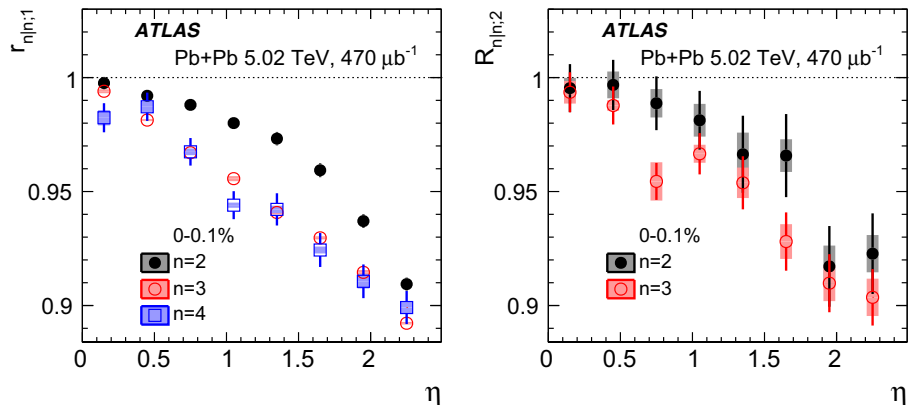 r_{n|n;1}
ATLAS
Pb+Pb 5.02 TeV, 470 μb^{-1}
1
0.95
0.9
0-0.1%
n=2
n=3
n=4
0 0.5 1 1.5 2
η
R_{n|n;2}
ATLAS
Pb+Pb 5.02 TeV, 470 μb^{-1}
1
0.95
0.9
0-0.1%
n=2
n=3
0 0.5 1 1.5 2
η